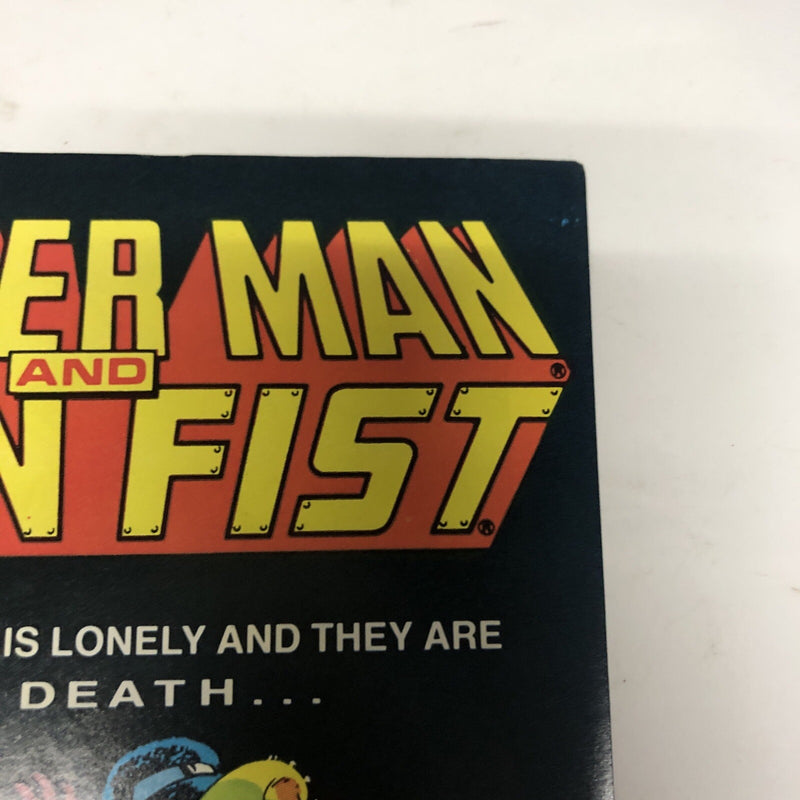 ER MAN
AND
N FIST
IS LONELY AND THEY ARE
DEATH...